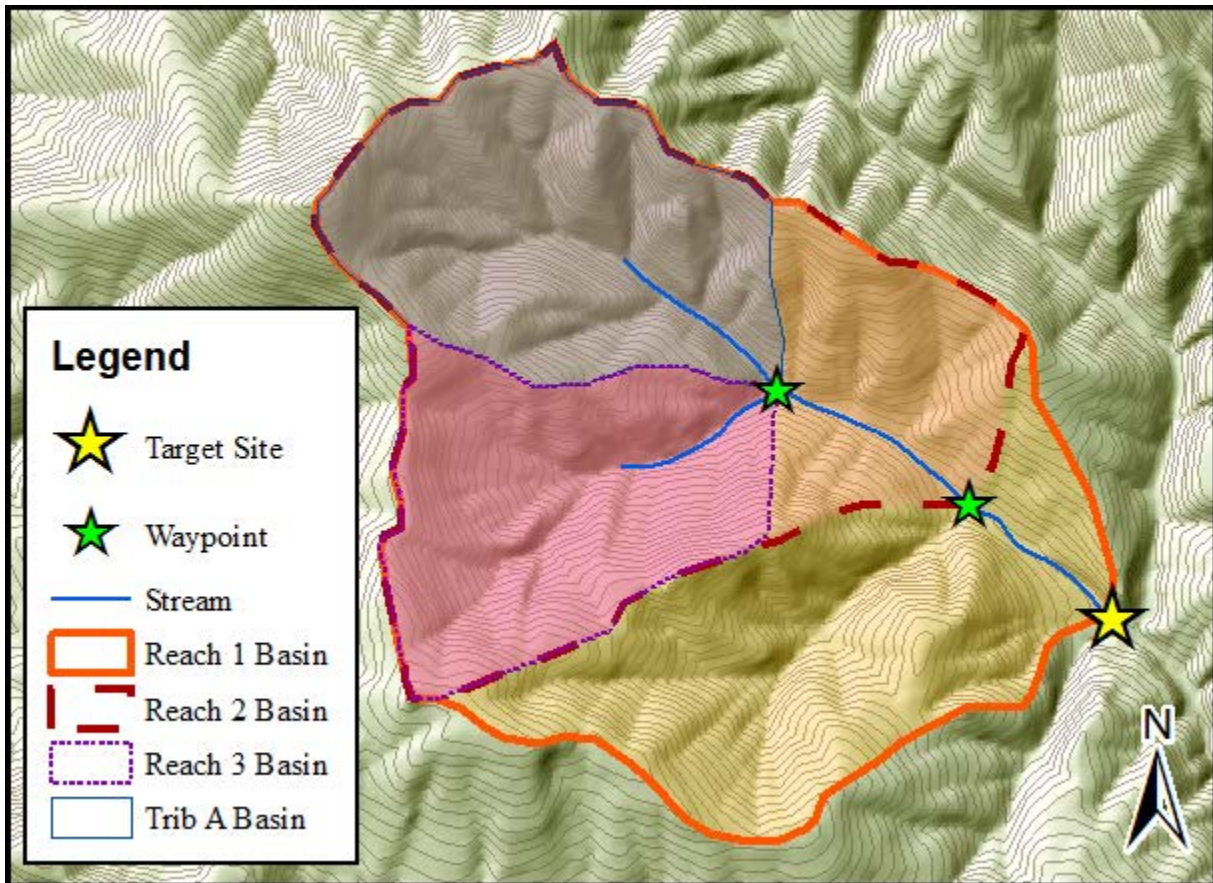 Legend
Target Site
Waypoint
Stream
Reach 1 Basin
Reach 2 Basin
Reach 3 Basin
Trib A Basin
N